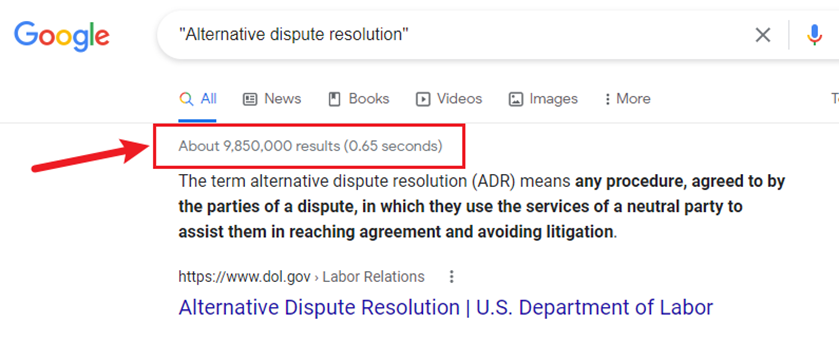 Google
"Alternative dispute resolution"
All News Books Videos Images More
About 9,850,000 results (0.65 seconds)
The term alternative dispute resolution (ADR) means any procedure, agreed to by
the parties of a dispute, in which they use the services of a neutral party to
assist them in reaching agreement and avoiding litigation.
https://www.dol.gov › Labor Relations
Alternative Dispute Resolution | U.S. Department of Labor